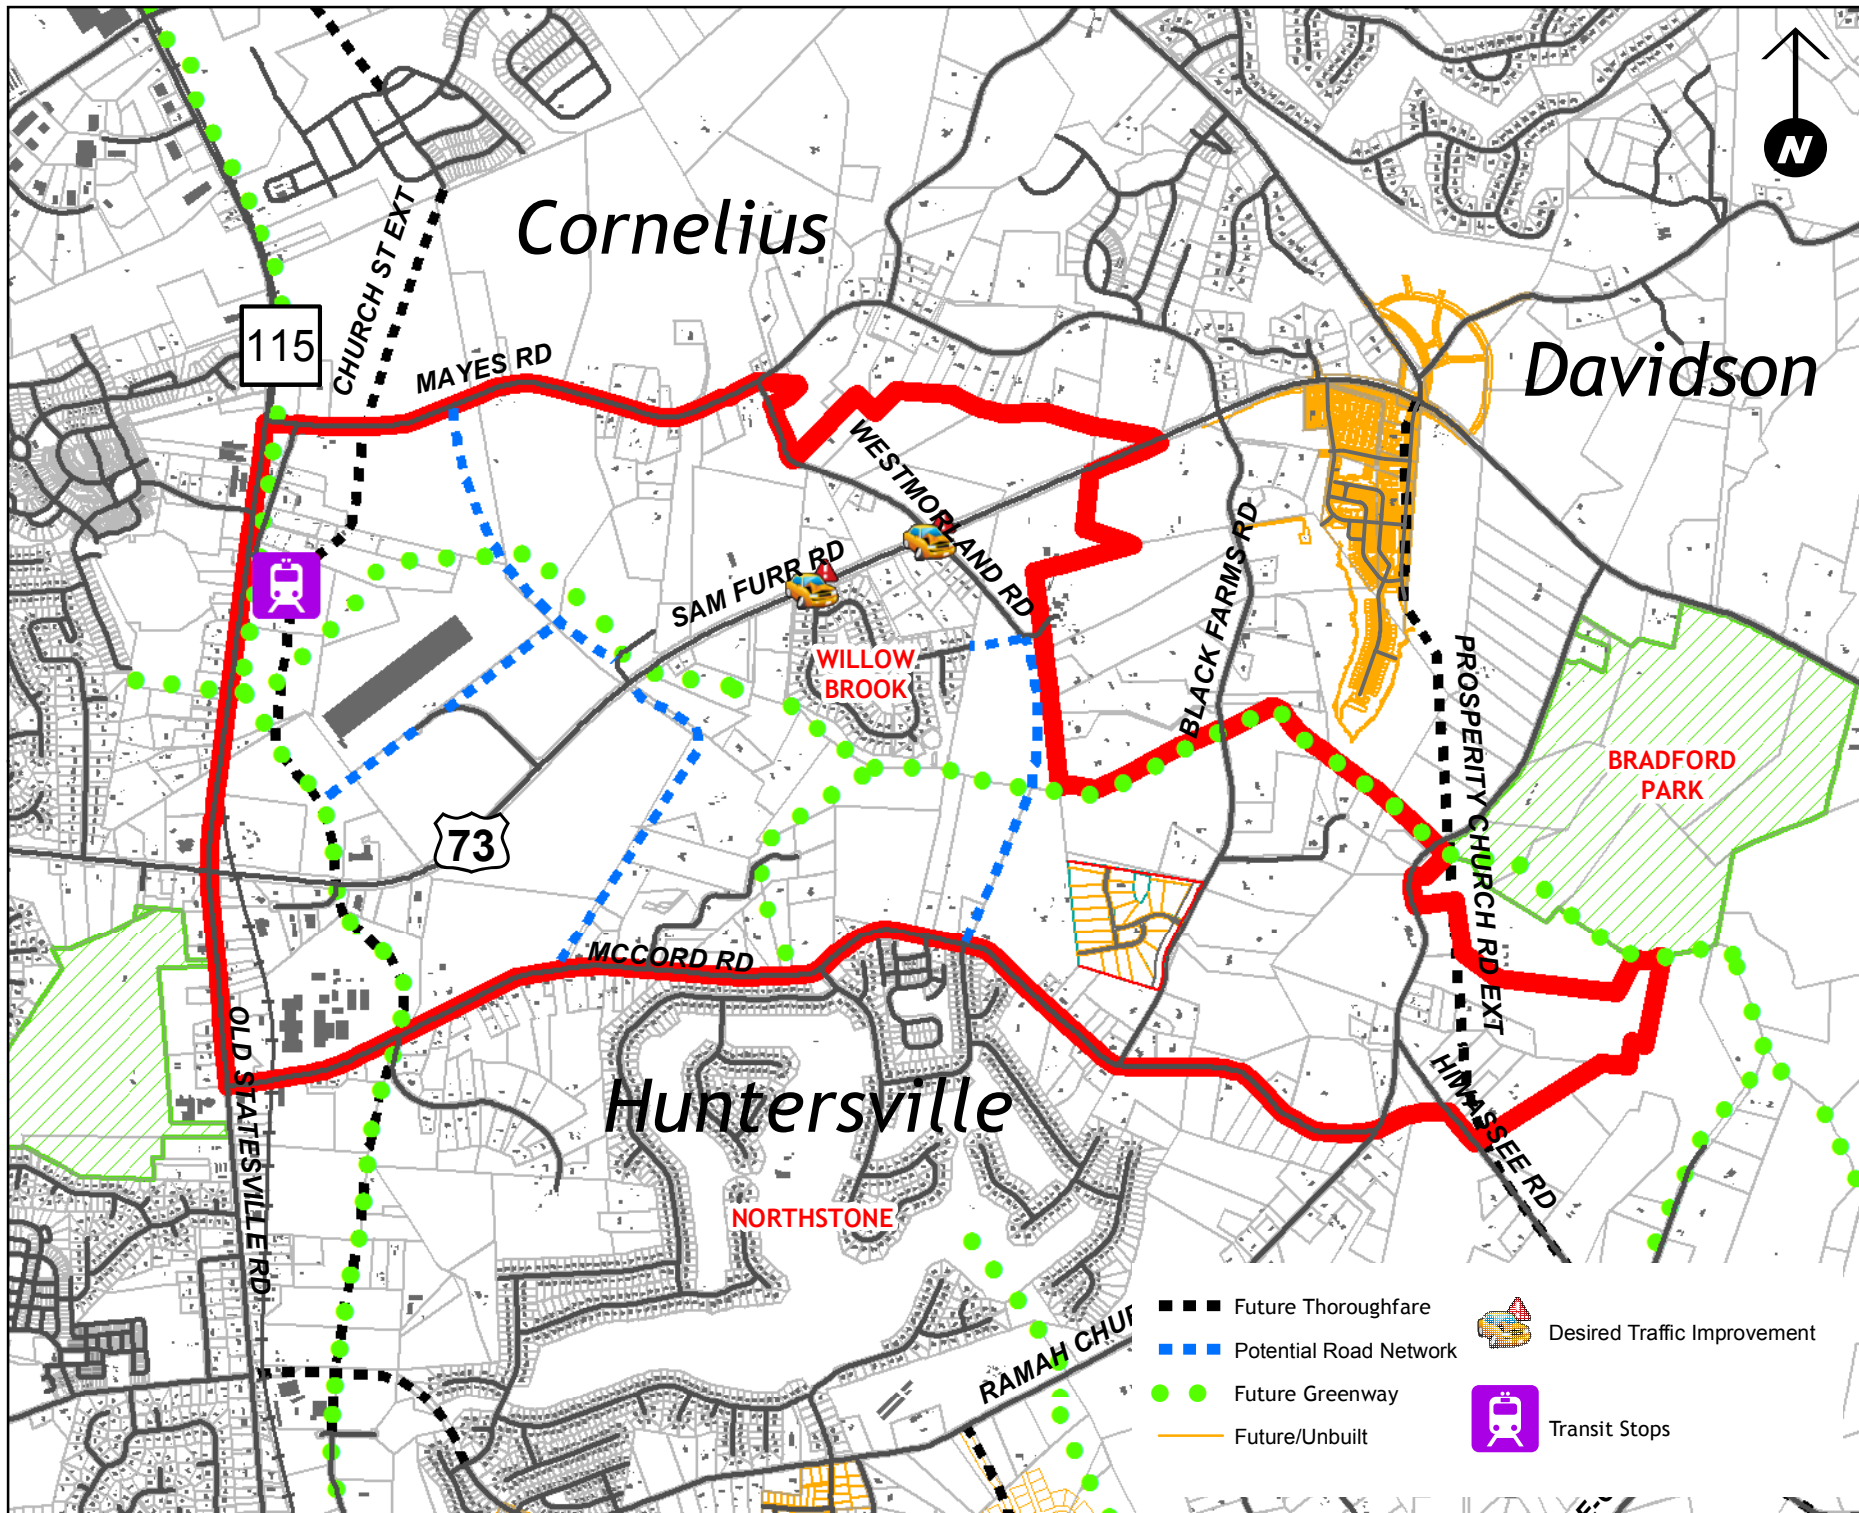 N
Cornelius
CHURCH ST EXT
115
MAYES RD
Davidson
WESTMORLAND RD
SAM FURR RD
BLACK FARMS RD
WILLOW
BROOK
PROSPERITY CHURCH RD EXT
BRADFORD
PARK
73
MCCORD RD
OLD STATESVILLE RD
Huntersville
HIWASSEE RD
NORTHSTONE
RAMAH CHUR
Future Thoroughfare
Potential Road Network
Future Greenway
Future/Unbuilt
Desired Traffic Improvement
Transit Stops